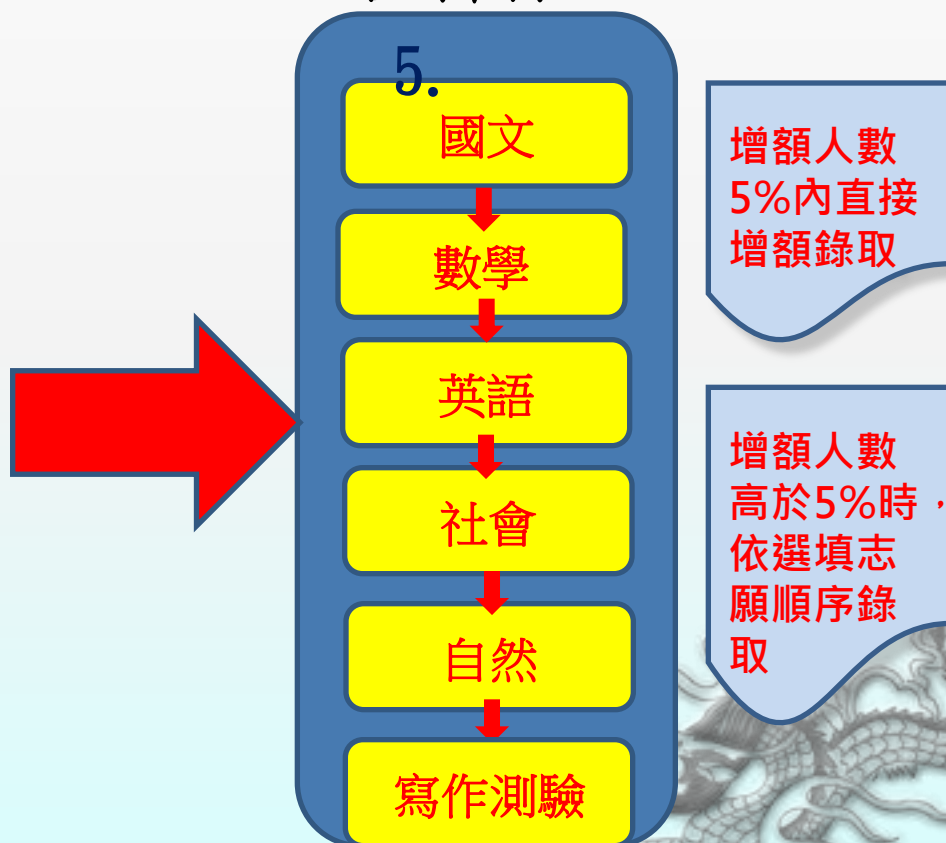 5.
國文
數學
英語
社會
自然
寫作測驗
增額人數
5%內直接
增額錄取
增額人數
高於5%時，
依選填志
願順序錄
取